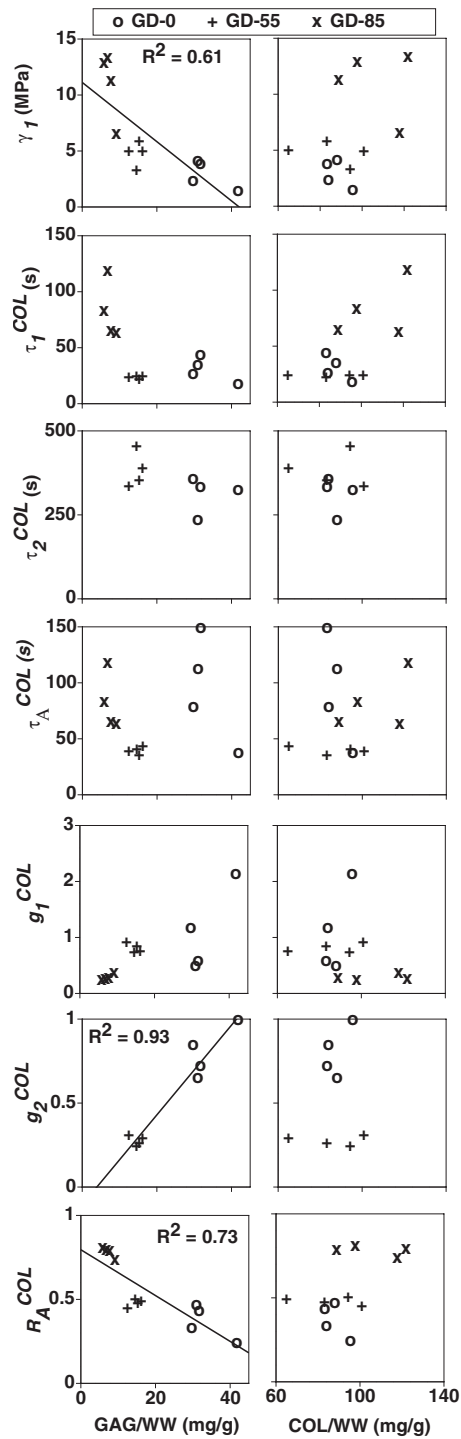 o GD-0 + GD-55 x GD-85
γ1 (MPa)
15
10
5
0
R2 = 0.61
τ1COL(s)
150
100
50
0
τ2COL(s)
500
250
0
τACOL(s)
150
100
50
0
g1COL
3
2
1
0
g2COL
1
0.5
0
R2 = 0.93
RACOL
1
0.5
0
R2 = 0.73
0 20 40 60 100 140
GAG/WW (mg/g) COL/WW (mg/g)